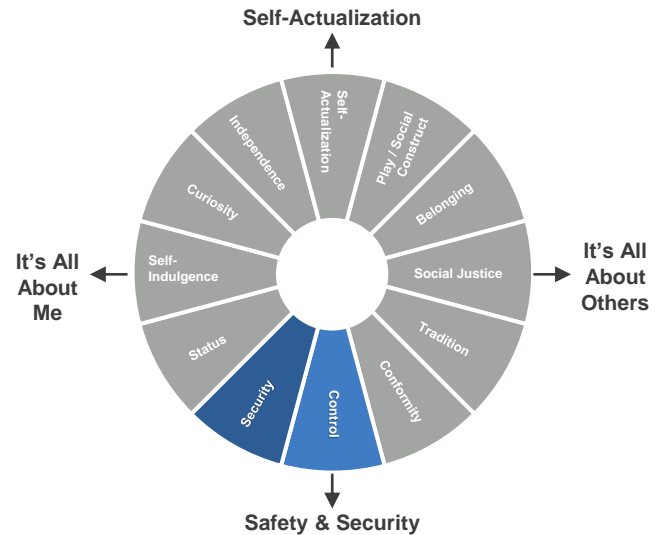 Self-Actualization
Self-
Actualization
Play / Social
Construct
Belonging
Social Justice
Tradition
Conformity
Control
Security
Status
Self-
Indulgence
Curiosity
Independence
It's All
About
Me
It's All
About
Others
Safety & Security